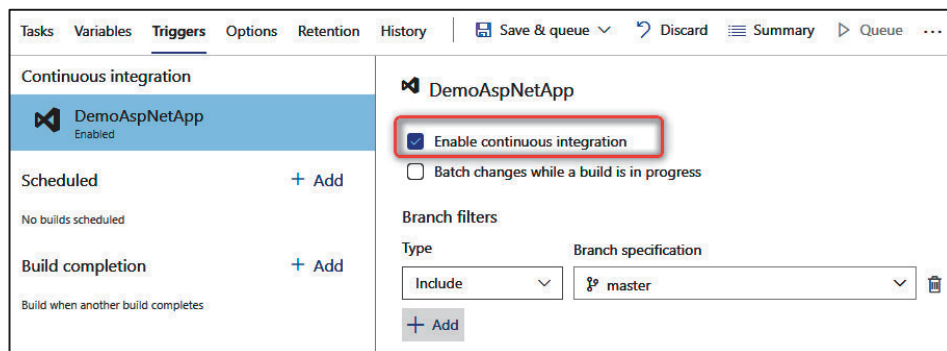 Tasks Variables Triggers Options Retention History Save & queue Discard Summary Queue ...
Continuous integration
DemoAspNetApp
Enabled
Scheduled + Add
No builds scheduled
Build completion + Add
Build when another build completes
DemoAspNetApp
Enable continuous integration
Batch changes while a build is in progress
Branch filters
Type Branch specification
Include master
+ Add